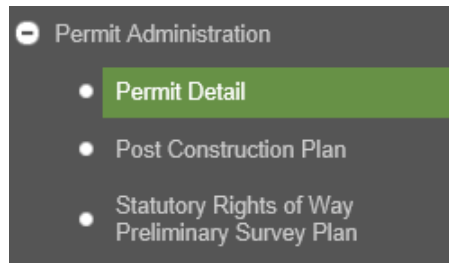 Permit Administration
Permit Detail
Post Construction Plan
Statutory Rights of Way
Preliminary Survey Plan